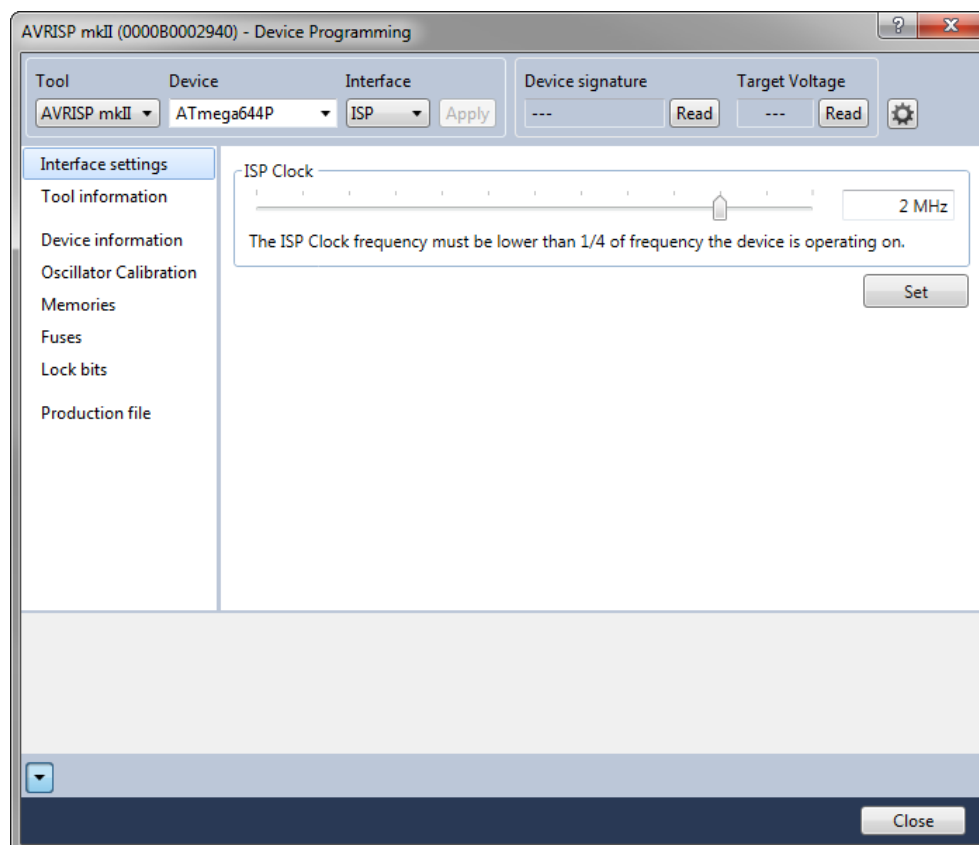 AVRISP mkII (0000B0002940) - Device Programming
?
Tool Device Interface Device signature Target Voltage
AVRISP mkII ATmega644P ISP Apply --- Read --- Read
Interface settings
Tool information
Device information
Oscillator Calibration
Memories
Fuses
Lock bits
Production file
ISP Clock
2 MHz
The ISP Clock frequency must be lower than 1/4 of frequency the device is operating on.
Set
Close